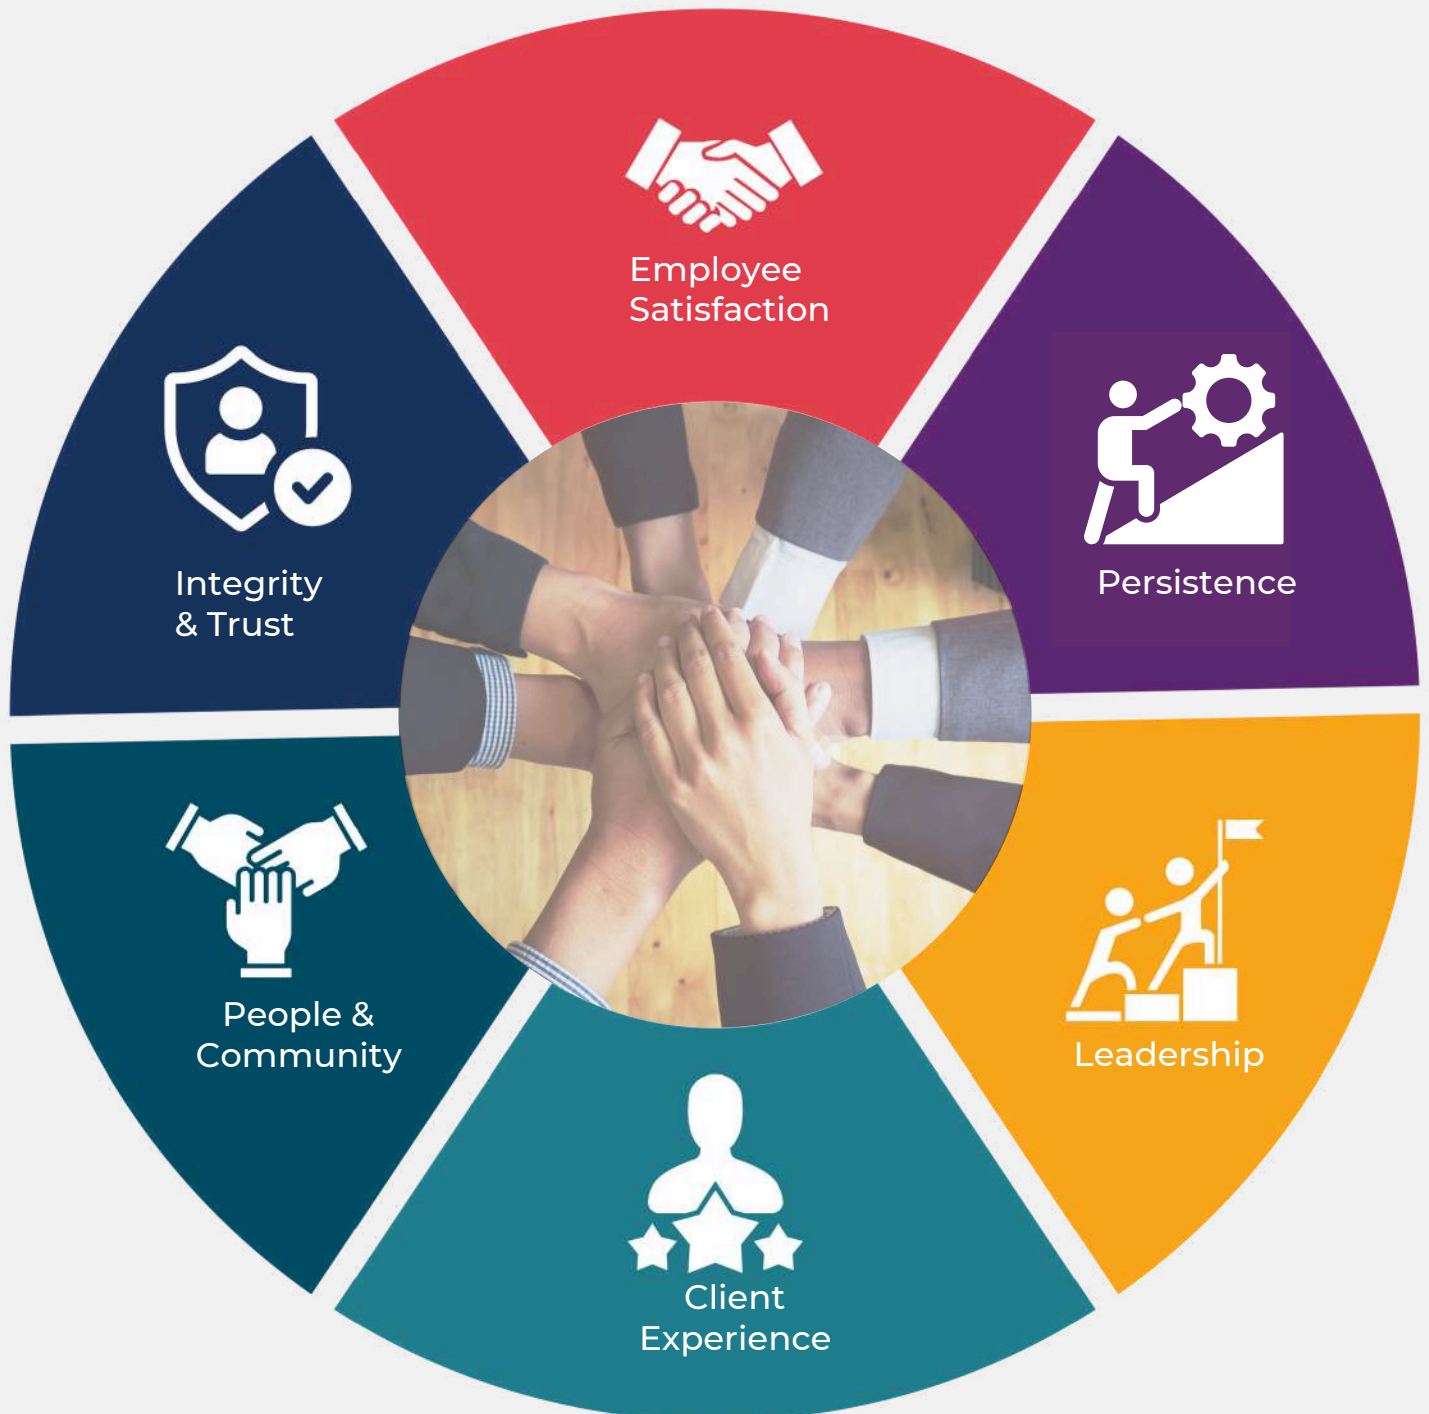 Employee
Satisfaction
Persistence
Leadership
Client
Experience
People &
Community
Integrity
& Trust